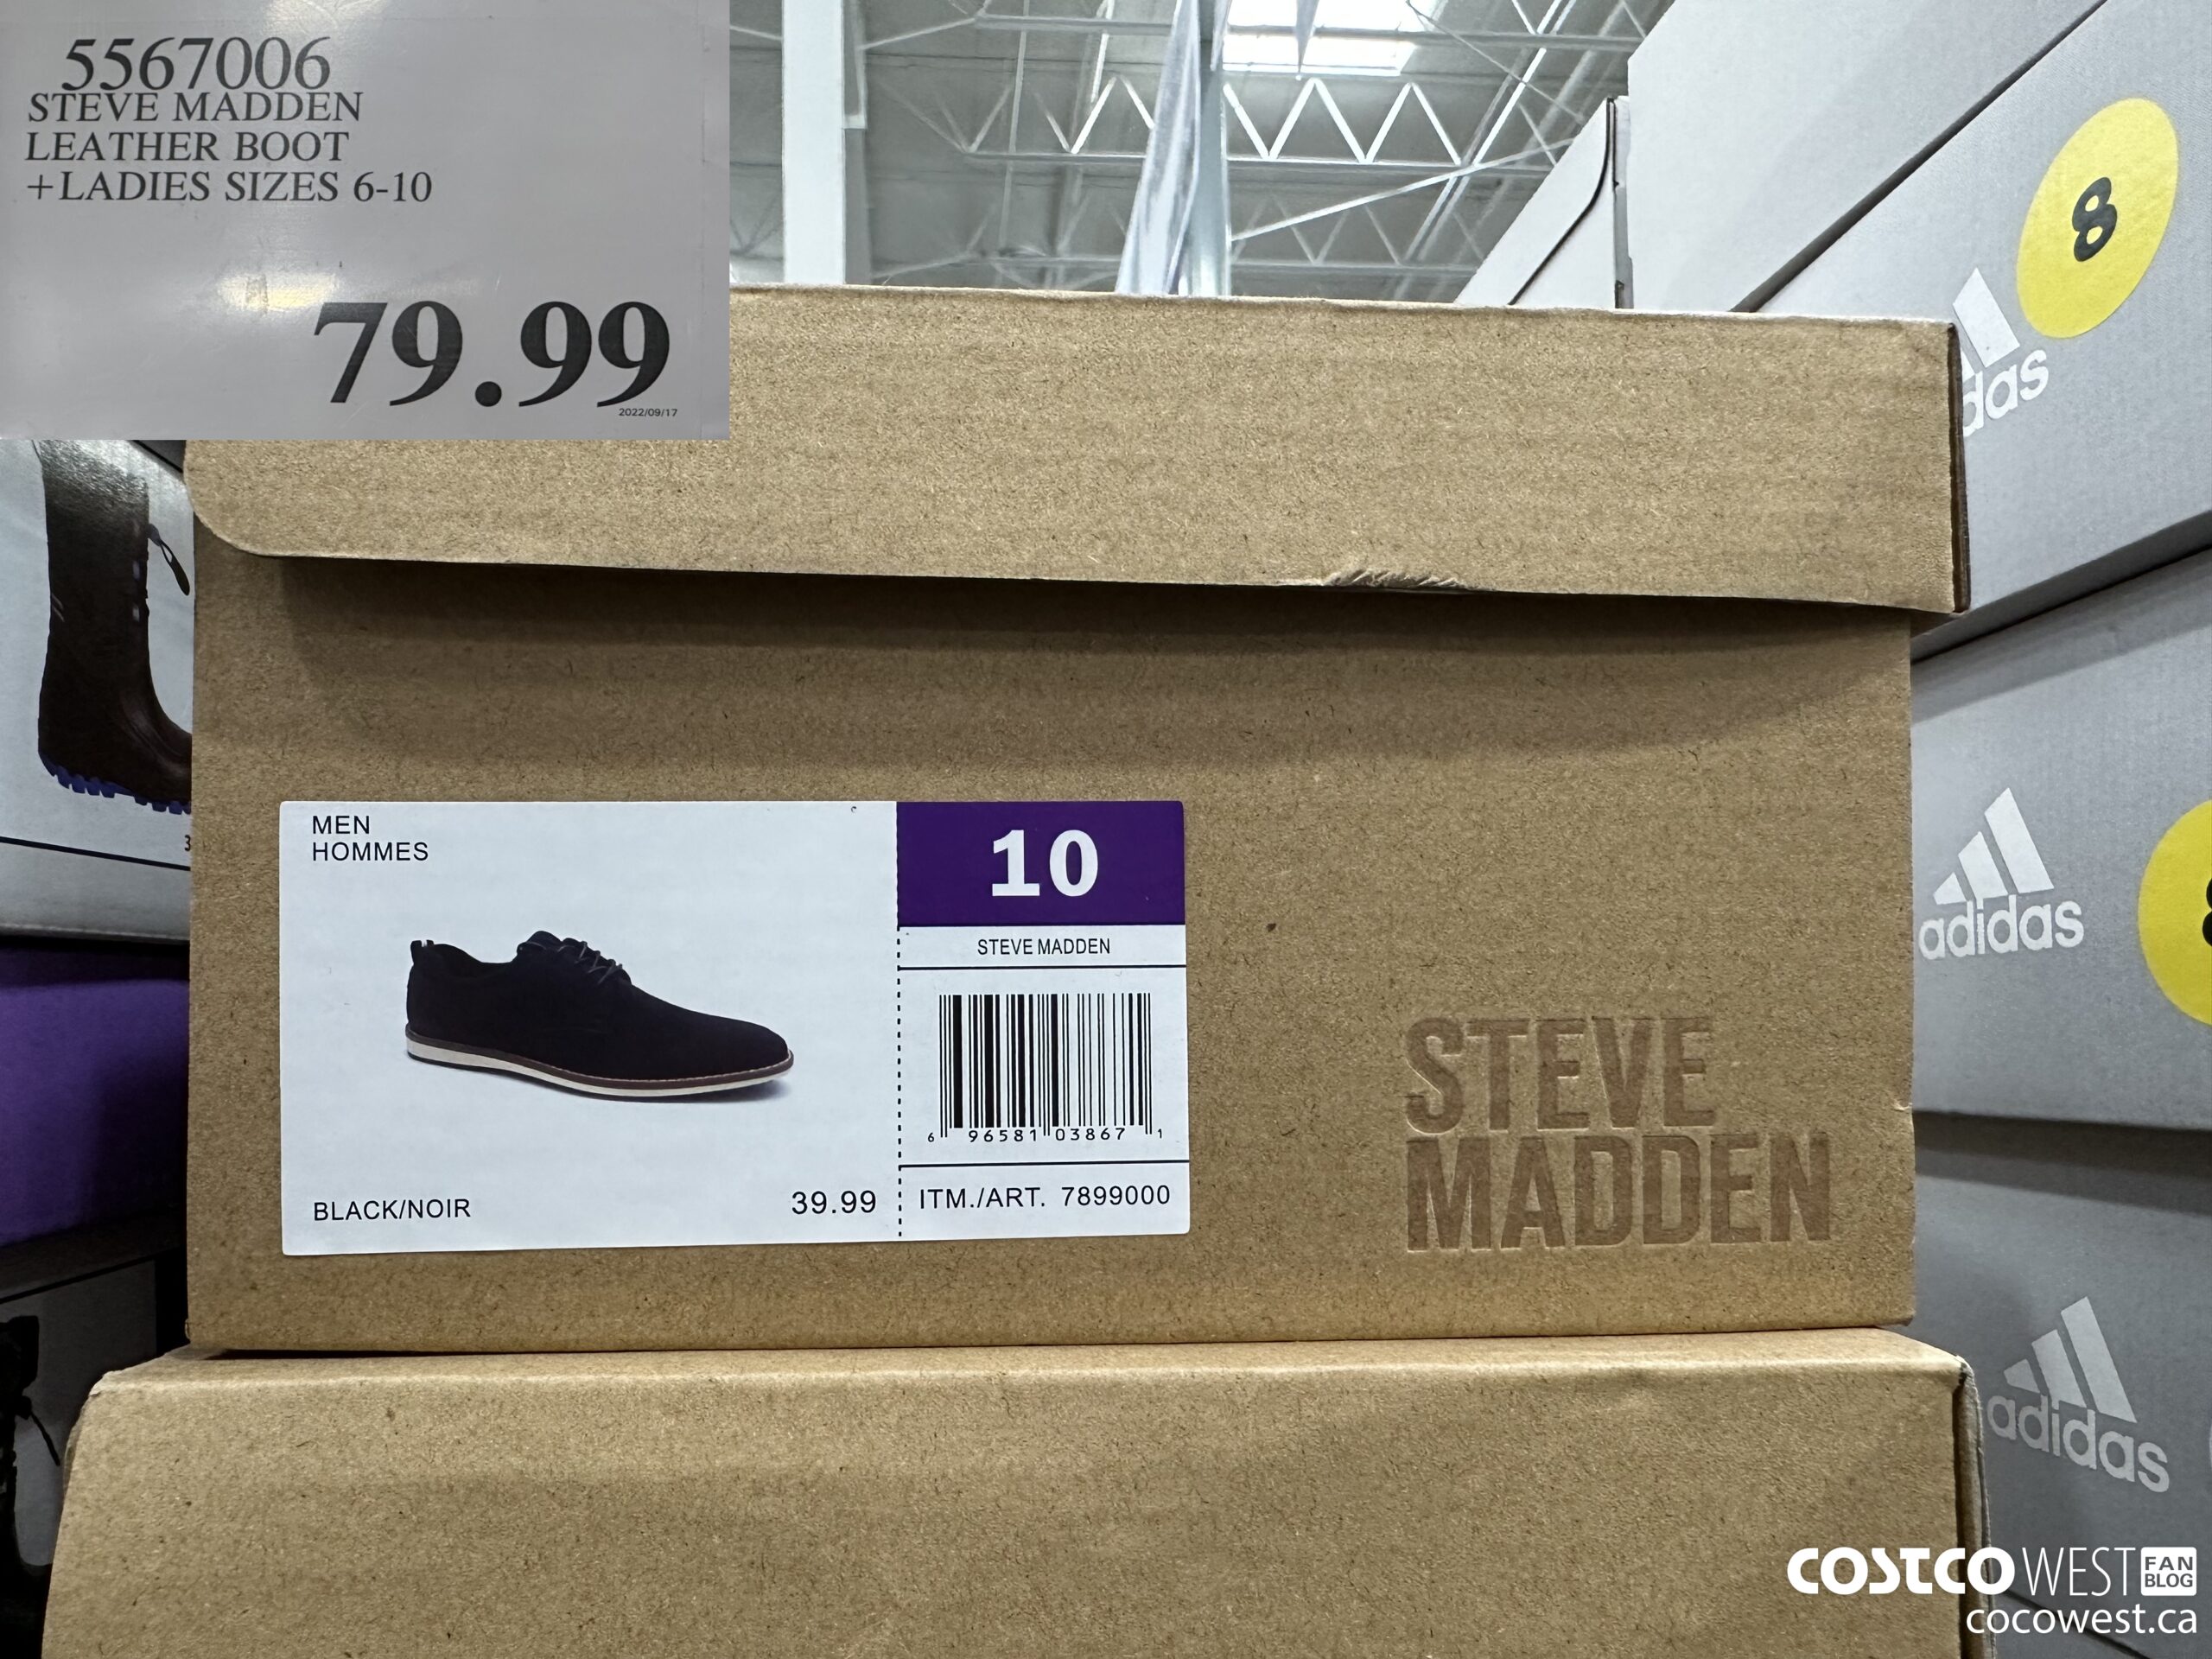 5567006
STEVE MADDEN
LEATHER BOOT
+LADIES SIZES 6-10
79.99
2022/09/17
8
adidas
MEN
HOMMES
10
STEVE MADDEN
6 96581 03867 1
BLACK/NOIR
39.99
ITM./ART. 7899000
STEVE
MADDEN
adidas
adidas
COSTCO WEST FAN BLOG
cocowest.ca